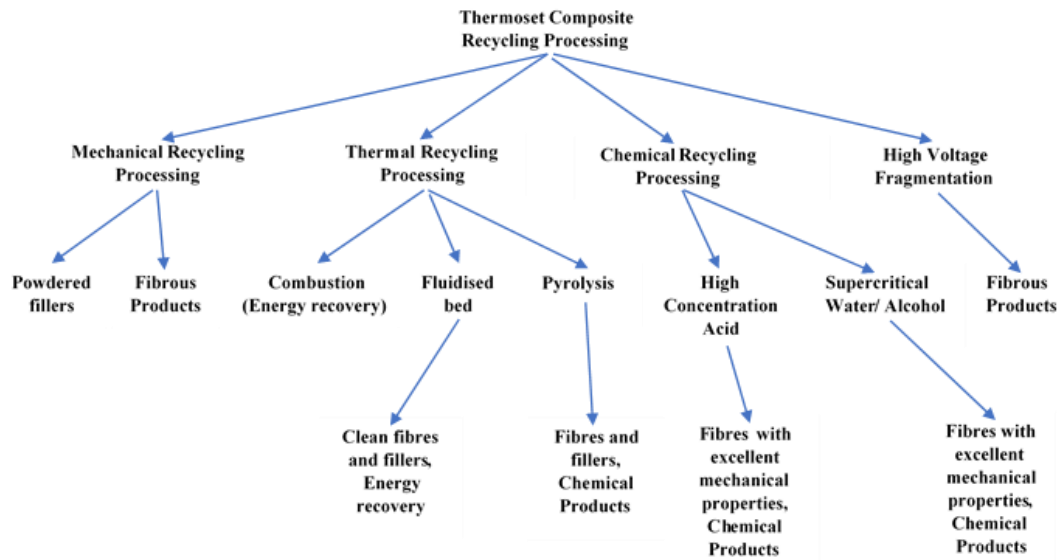 Thermoset Composite
Recycling Processing
Mechanical Recycling
Processing
Thermal Recycling
Processing
Chemical Recycling
Processing
High Voltage
Fragmentation
Powdered
fillers
Fibrous
Products
Combustion
(Energy recovery)
Fluidised
bed
Pyrolysis
High
Concentration
Acid
Supercritical
Water/ Alcohol
Fibrous
Products
Clean fibres
and fillers,
Energy
recovery
Fibres and
fillers,
Chemical
Products
Fibres with
excellent
mechanical
properties,
Chemical
Products
Fibres with
excellent
mechanical
properties,
Chemical
Products